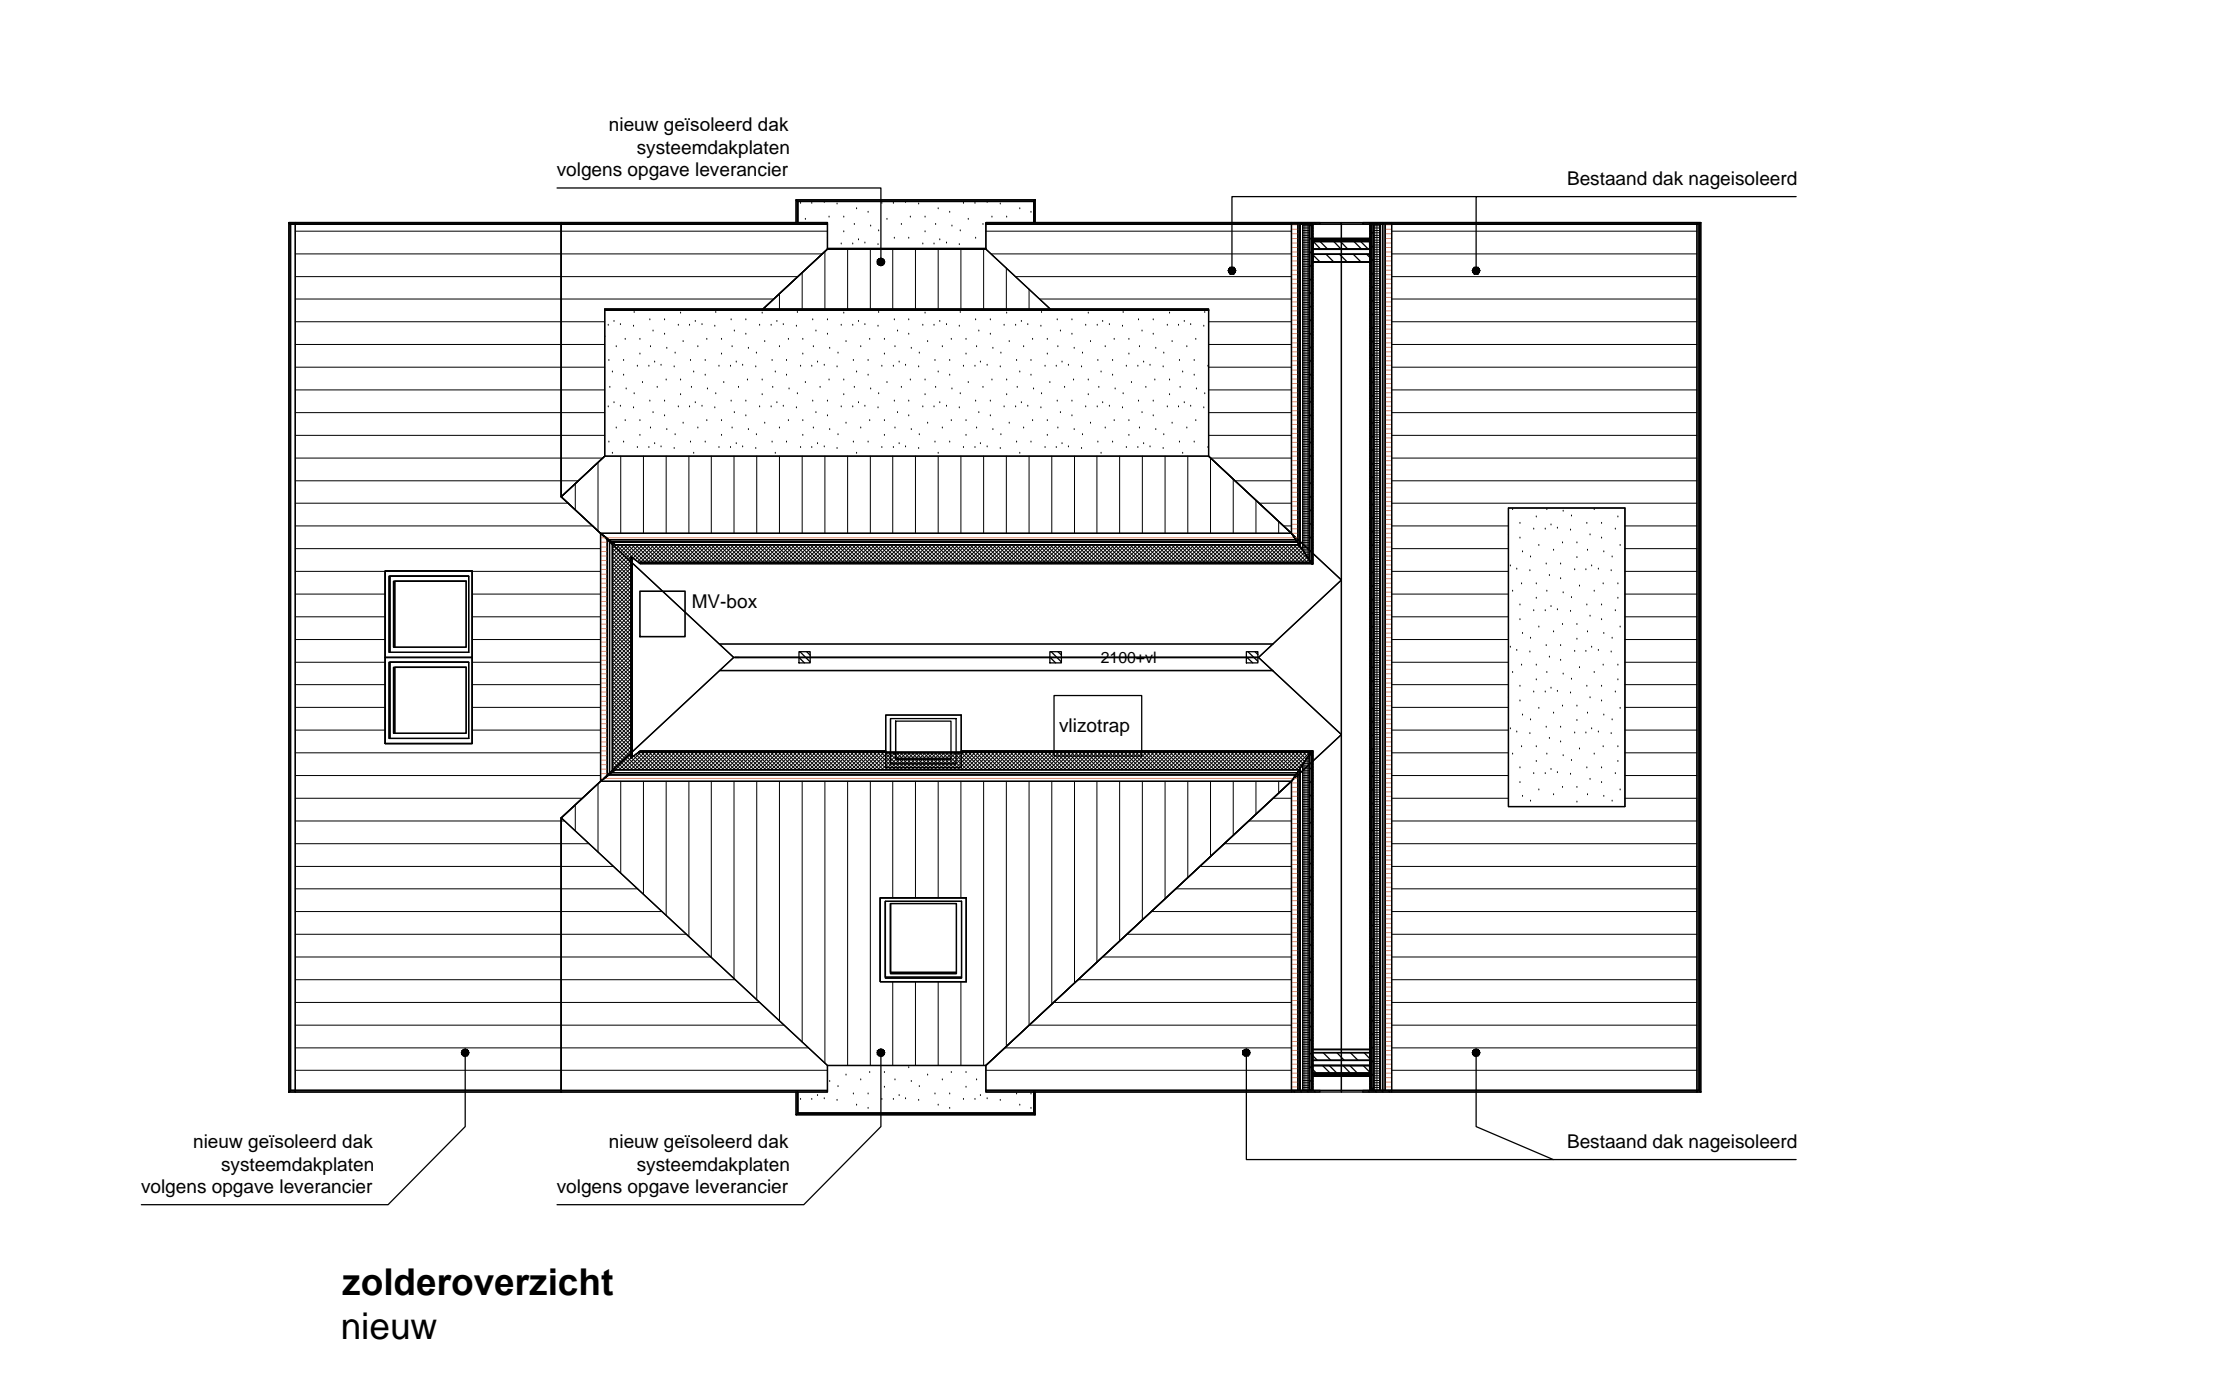 nieuw geïsoleerd dak
systeemdakplaten
volgens opgave leverancier
Bestaand dak nageisoleerd
MV-box
2100+vl
vlizotrap
nieuw geïsoleerd dak
systeemdakplaten
volgens opgave leverancier
nieuw geïsoleerd dak
systeemdakplaten
volgens opgave leverancier
Bestaand dak nageisoleerd
zolderoverzicht
nieuw